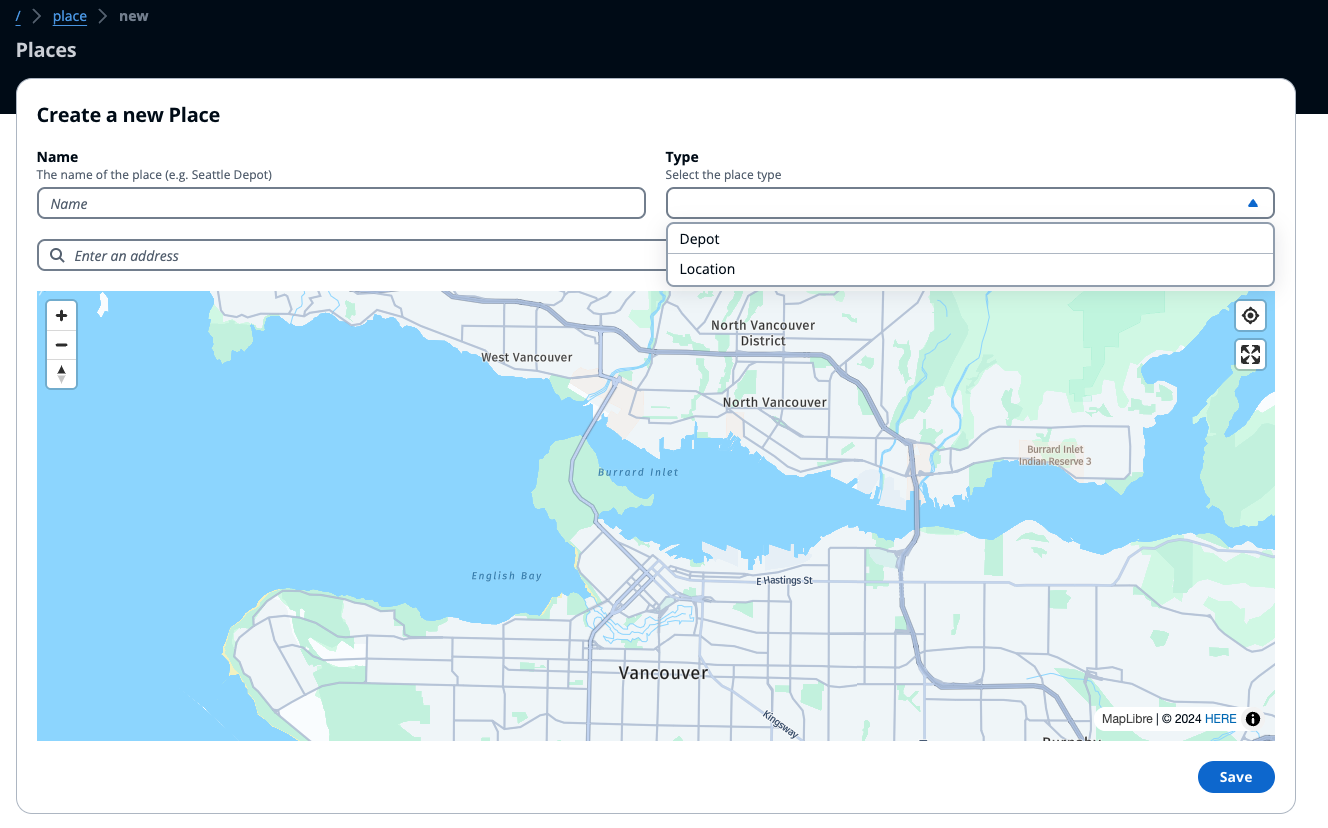 / place new
Places
Create a new Place
Name
The name of the place (e.g. Seattle Depot)
Name
Type
Select the place type
Depot
Location
Enter an address
North Vancouver
District
West Vancouver
North Vancouver
Burrard Inlet
Indian Reserve 3
Burrard Inlet
English Bay
E Hastings St
Vancouver
Kingsway
MapLibre | © 2024 HERE
Save